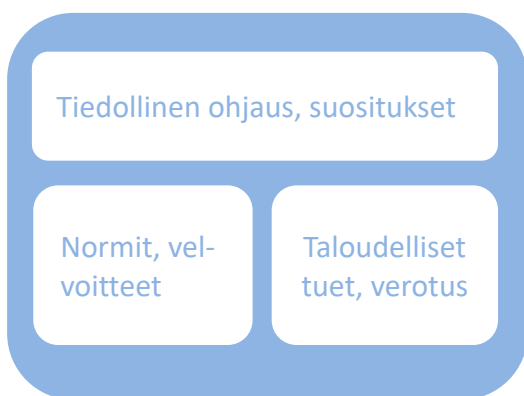 Tiedollinen ohjaus, suositukset
Normit, vel-
voitteet
Taloudelliset
tuet, verotus